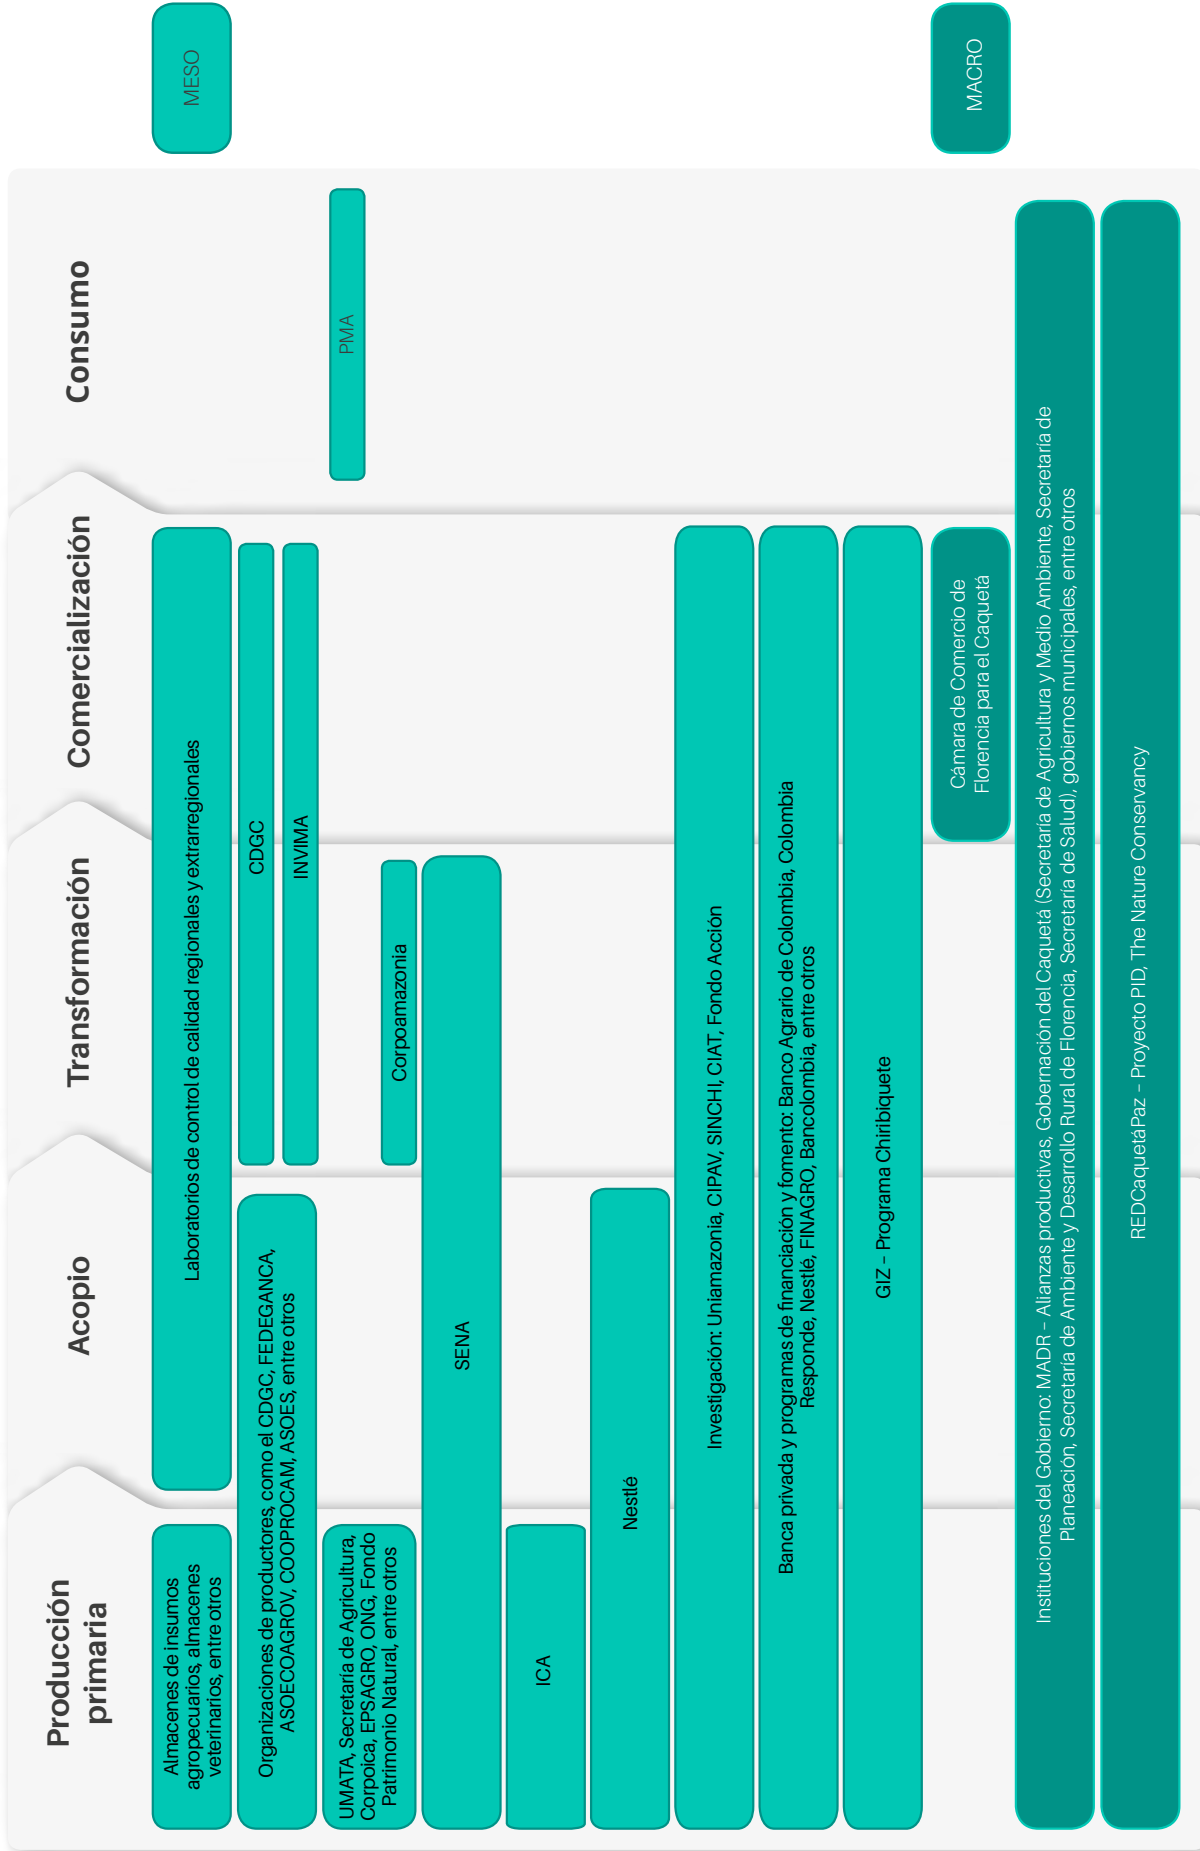 Producción
primaria
Acopio
Transformación
Comercialización
Consumo
MESO
Almacenes de insumos
agropecuarios, almacenes
veterinarios, entre otros
Laboratorios de control de calidad regionales y extrarregionales
Organizaciones de productores, como el CDGC, FEDEGANCA,
ASOECOAGROV, COOPROCAM, ASOES, entre otros
CDGC
INVIMA
UMATA, Secretaría de Agricultura,
Corpoica, EPSAGRO, ONG, Fondo
Patrimonio Natural, entre otros
PMA
Corpoamazonia
SENA
ICA
Nestlé
Investigación: Uniamazonia, CIPAV, SINCHI, CIAT, Fondo Acción
Banca privada y programas de financiación y fomento: Banco Agrario de Colombia, Colombia
Responde, Nestlé, FINAGRO, Bancolombia, entre otros
GIZ – Programa Chiribiquete
MACRO
Cámara de Comercio de
Florencia para el Caquetá
Instituciones del Gobierno: MADR – Alianzas productivas, Gobernación del Caquetá (Secretaría de Agricultura y Medio Ambiente, Secretaría de
Planeación, Secretaría de Ambiente y Desarrollo Rural de Florencia, Secretaría de Salud), gobiernos municipales, entre otros
REDCaquetáPaz – Proyecto PID, The Nature Conservancy